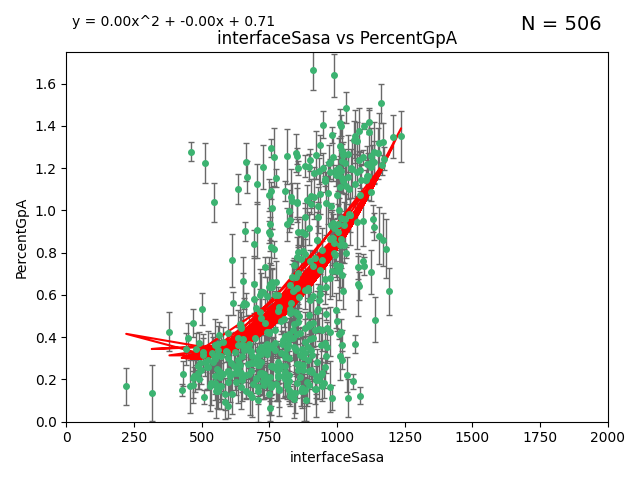 y = 0.00x^2 + -0.00x + 0.71
N = 506
interfaceSasa vs PercentGpA
PercentGpA
1.6
1.4
1.2
1.0
0.8
0.6
0.4
0.2
0.0
0 250 500 750 1000 1250 1500 1750 2000
interfaceSasa